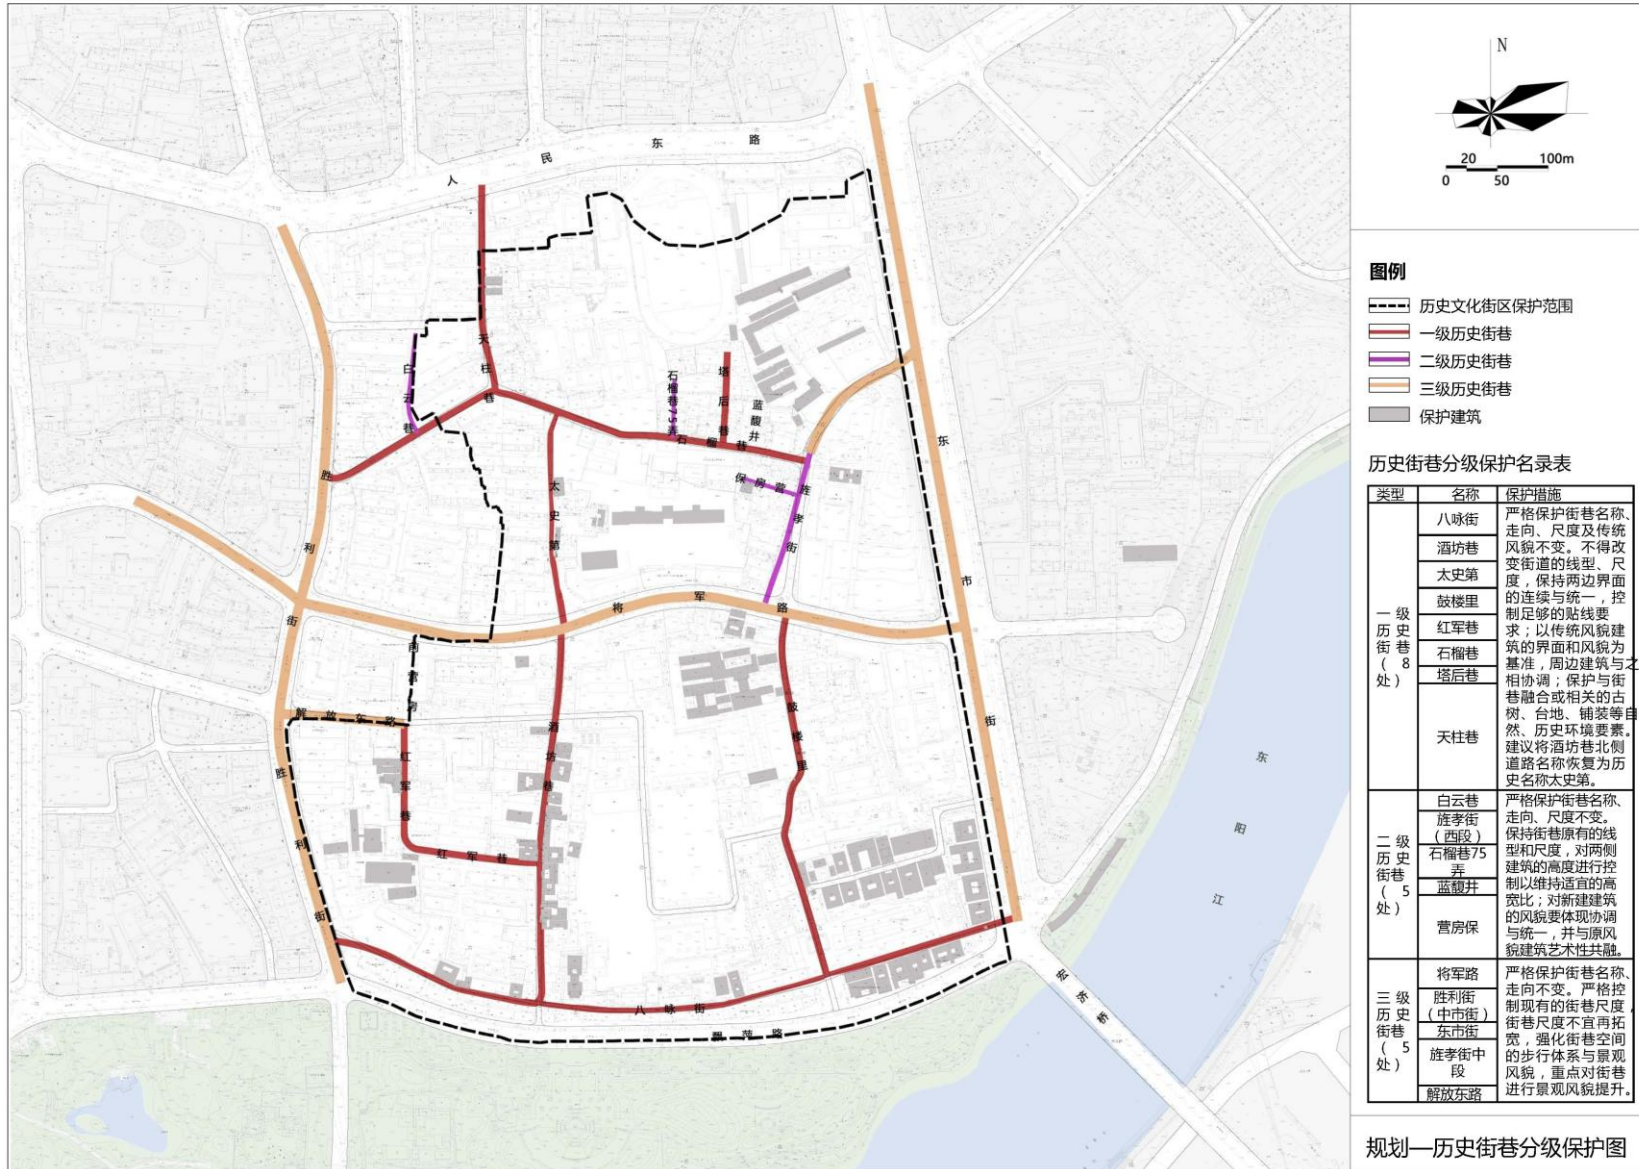 人民东路
天柱巷
白云巷
石榴巷75弄
塔后巷
蓝馥井
石榴巷
保房营
旌孝街
太史第
将军路
东市街
胜利街
营房
解放东路
红军巷
红军巷
酒坊巷
鼓楼里
胜利街
八咏街
飘萍路
宏济桥
东阳江
N
20 100m
0 50
图例
历史文化街区保护范围
一级历史街巷
二级历史街巷
三级历史街巷
保护建筑
历史街巷分级保护名录表
类型 名称 保护措施
一级
历史
街巷
(8
处)
八咏街
酒坊巷
太史第
鼓楼里
红军巷
石榴巷
塔后巷
天柱巷
严格保护街巷名称、
走向、尺度及传统
风貌不变。不得改
变街道的线型、尺
度，保持两边界面
的连续与统一，控
制足够的贴线要
求；以传统风貌建
筑的界面和风貌为
基准，周边建筑与之
相协调；保护与街
巷融合或相关的古
树、台地、铺装等自
然、历史环境要素。
建议将酒坊巷北侧
道路名称恢复为历
史名称太史第。
二级
历史
街巷
(5
处)
白云巷
旌孝街
(西段)
石榴巷75
弄
蓝馥井
营房保
严格保护街巷名称、
走向、尺度不变。
保持街巷原有的线
型和尺度，对两侧
建筑的高度进行控
制以维持适宜的高
宽比；对新建建筑
的风貌要体现协调
与统一，并与原风
貌建筑艺术性共融。
三级
历史
街巷
(5
处)
将军路
胜利街
(中市街)
东市街
旌孝街中
段
解放东路
严格保护街巷名称、
走向不变。严格控
制现有的街巷尺度，
街巷尺度不宜再拓
宽，强化街巷空间
的步行体系与景观
风貌，重点对街巷
进行景观风貌提升。
规划—历史街巷分级保护图